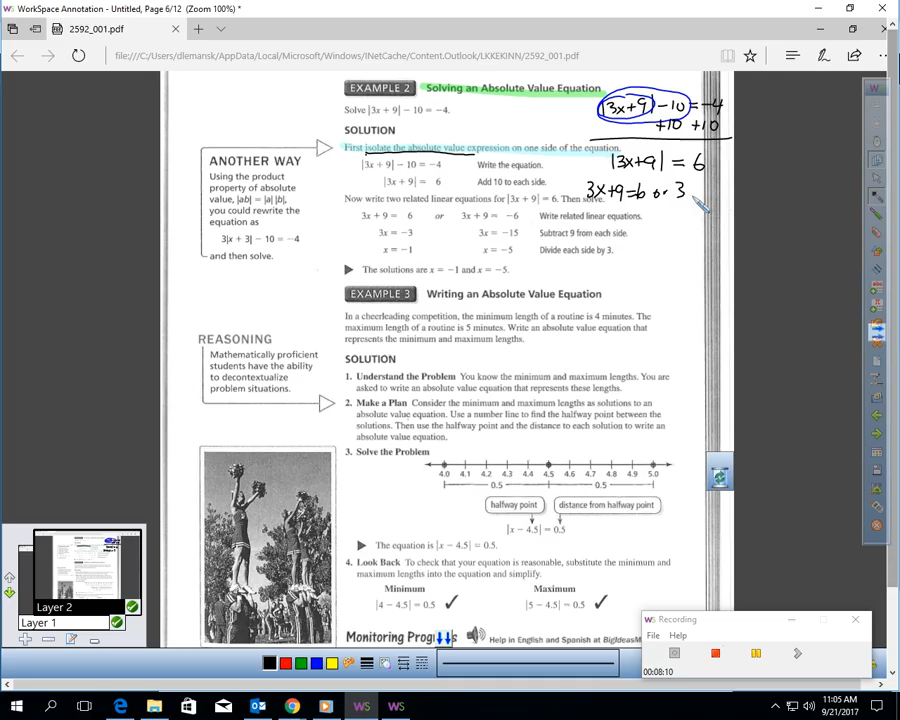 WorkSpace Annotation - Untitled, Page 6/12 (Zoom 100%) *
2592_001.pdf
file:///C:/Users/dlemansk/AppData/Local/Microsoft/Windows/INetCache/Content.Outlook/LKKEKINN/2592_001.pdf
EXAMPLE 2 Solving an Absolute Value Equation
Solve |3x + 9| − 10 = −4.
SOLUTION
First isolate the absolute value expression on one side of the equation.
|3x + 9| − 10 = −4 Write the equation.
|3x + 9| = 6 Add 10 to each side.
Now write two related linear equations for |3x + 9| = 6. Then solve.
3x + 9 = 6 or 3x + 9 = −6 Write related linear equations.
3x = −3 3x = −15 Subtract 9 from each side.
x = −1 x = −5 Divide each side by 3.
The solutions are x = −1 and x = −5.
|3x+9| −10 = −4
+10 +10
|3x+9| = 6
3x+9=6 or 3
ANOTHER WAY
Using the product
property of absolute
value, |ab| = |a| |b|,
you could rewrite the
equation as
3|x + 3| − 10 = −4
and then solve.
EXAMPLE 3 Writing an Absolute Value Equation
In a cheerleading competition, the minimum length of a routine is 4 minutes. The
maximum length of a routine is 5 minutes. Write an absolute value equation that
represents the minimum and maximum lengths.
REASONING
Mathematically proficient
students have the ability
to decontextualize
problem situations.
SOLUTION
1. Understand the Problem You know the minimum and maximum lengths. You are
asked to write an absolute value equation that represents these lengths.
2. Make a Plan Consider the minimum and maximum lengths as solutions to an
absolute value equation. Use a number line to find the halfway point between the
solutions. Then use the halfway point and the distance to each solution to write an
absolute value equation.
3. Solve the Problem
4.0 4.1 4.2 4.3 4.4 4.5 4.6 4.7 4.8 4.9 5.0
0.5 0.5
halfway point distance from halfway point
|x − 4.5| = 0.5
The equation is |x − 4.5| = 0.5.
4. Look Back To check that your equation is reasonable, substitute the minimum and
maximum lengths into the equation and simplify.
Minimum Maximum
|4 − 4.5| = 0.5 ✓ |5 − 4.5| = 0.5 ✓
Monitoring Progress Help in English and Spanish at BigIdeasM
Layer 2
Layer 1
WS Recording
File Help
00:08:10
11:05 AM
9/21/2017